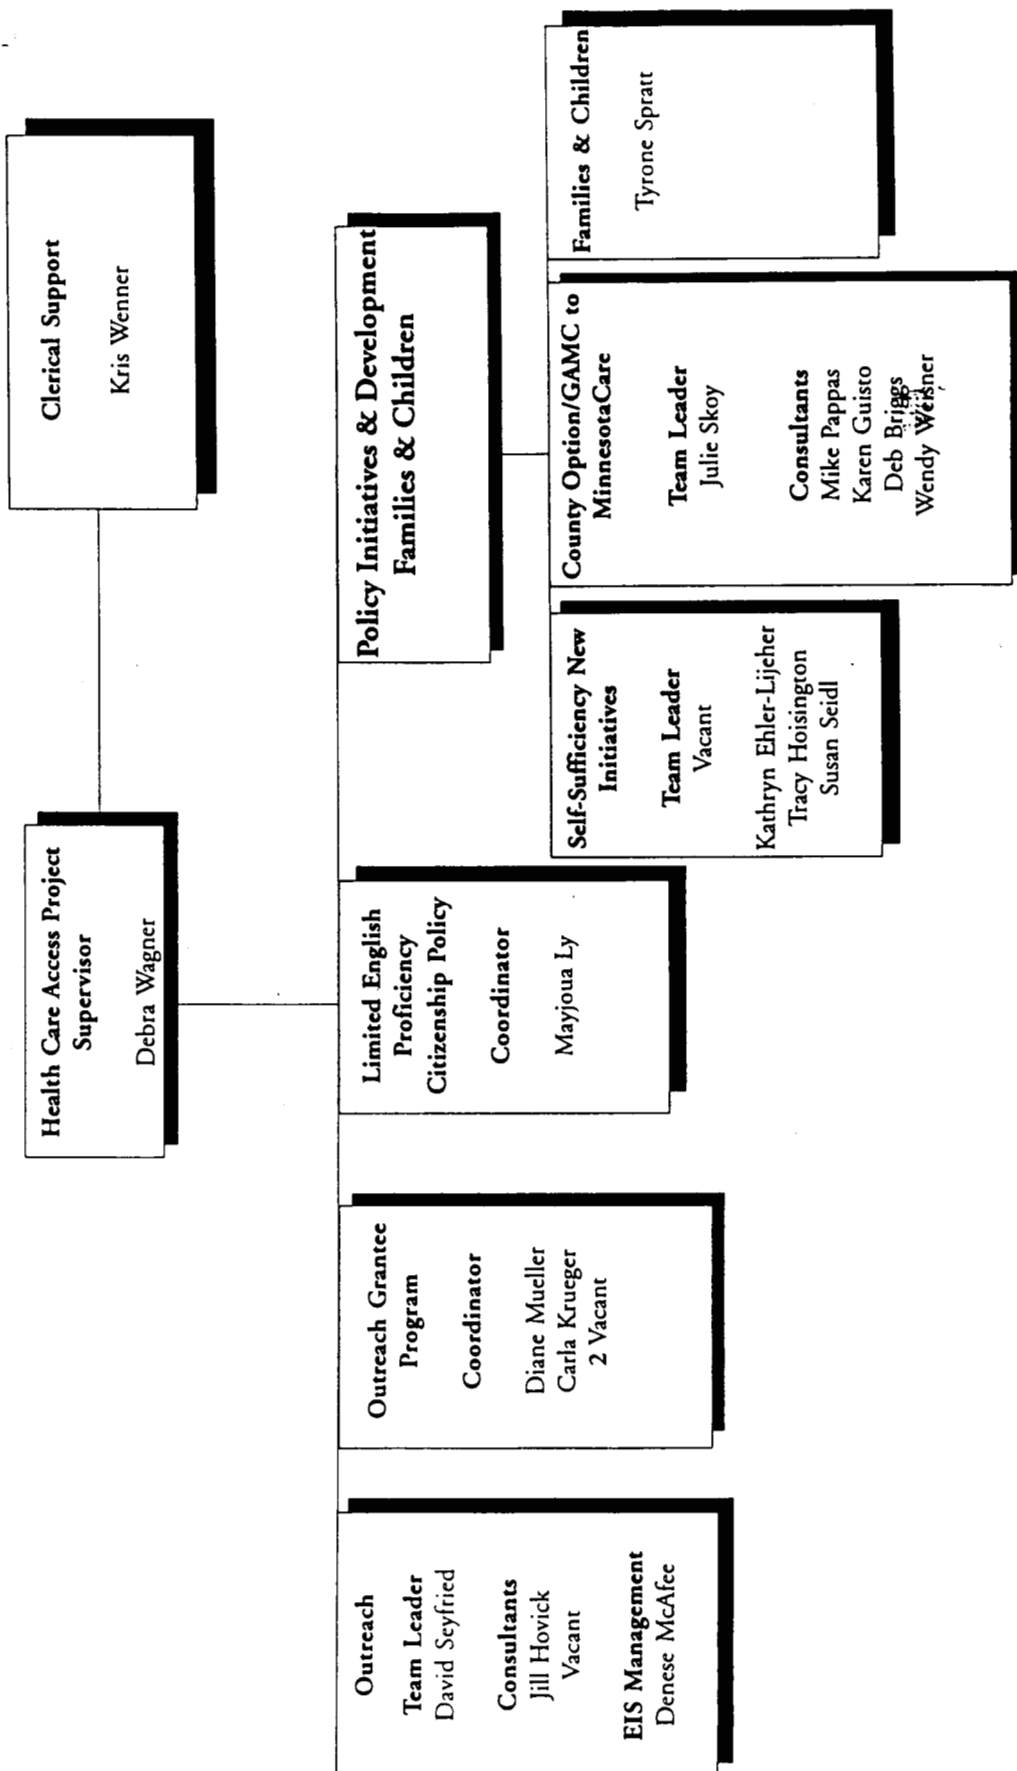 Health Care Access Project
Supervisor
Debra Wagner
Clerical Support
Kris Wenner
Outreach
Team Leader
David Seyfried
Consultants
Jill Hovick
Vacant
EIS Management
Denese McAfee
Outreach Grantee
Program
Coordinator
Diane Mueller
Carla Krueger
2 Vacant
Limited English
Proficiency
Citizenship Policy
Coordinator
Mayjoua Ly
Policy Initiatives & Development
Families & Children
Self-Sufficiency New
Initiatives
Team Leader
Vacant
Kathryn Ehler-Lijeher
Tracy Hoisington
Susan Seidl
County Option/GAMC to
MinnesotaCare
Team Leader
Julie Skoy
Consultants
Mike Pappas
Karen Guisto
Deb Briggs
Wendy Weisner
Families & Children
Tyrone Spratt